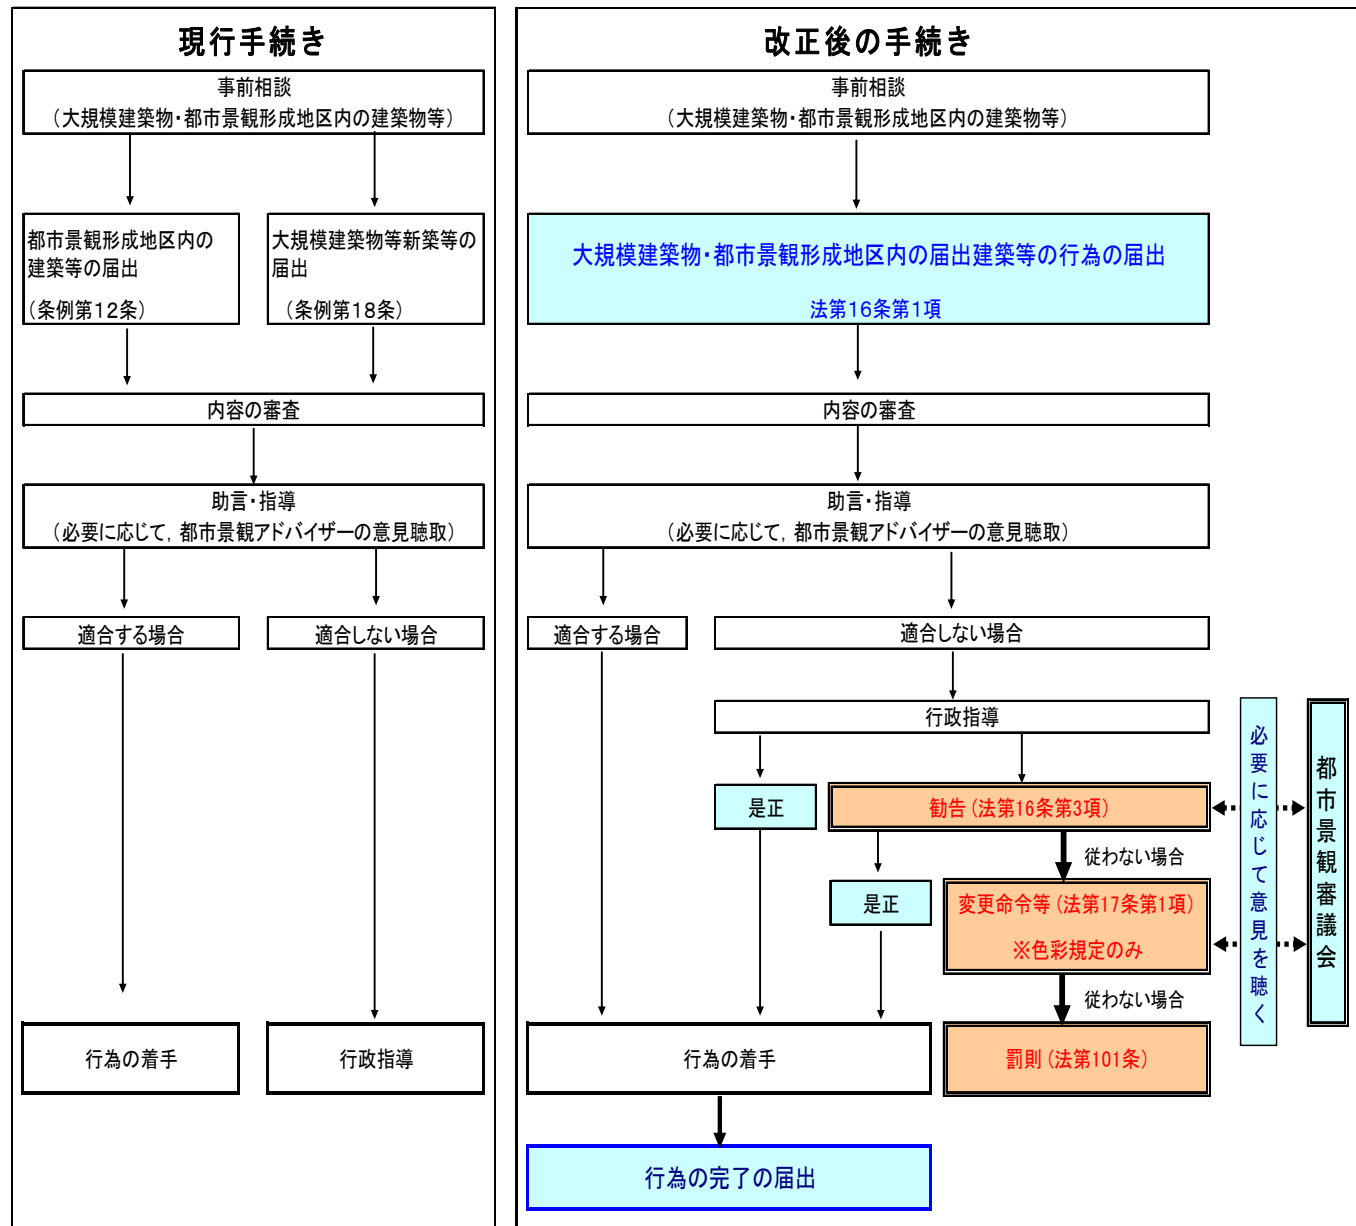 現行手続き
事前相談
（大規模建築物・都市景観形成地区内の建築物等）
都市景観形成地区内の
建築等の届出
（条例第12条）
大規模建築物等新築等の
届出
（条例第18条）
内容の審査
助言・指導
（必要に応じて，都市景観アドバイザーの意見聴取）
適合する場合
適合しない場合
行為の着手
行政指導
改正後の手続き
事前相談
（大規模建築物・都市景観形成地区内の建築物等）
大規模建築物・都市景観形成地区内の届出建築等の行為の届出
法第16条第1項
内容の審査
助言・指導
（必要に応じて，都市景観アドバイザーの意見聴取）
適合する場合
適合しない場合
行政指導
是正
勧告（法第16条第3項）
従わない場合
是正
変更命令等（法第17条第1項）
※色彩規定のみ
従わない場合
行為の着手
罰則（法第101条）
行為の完了の届出
必要に応じて意見を聴く
都市景観審議会